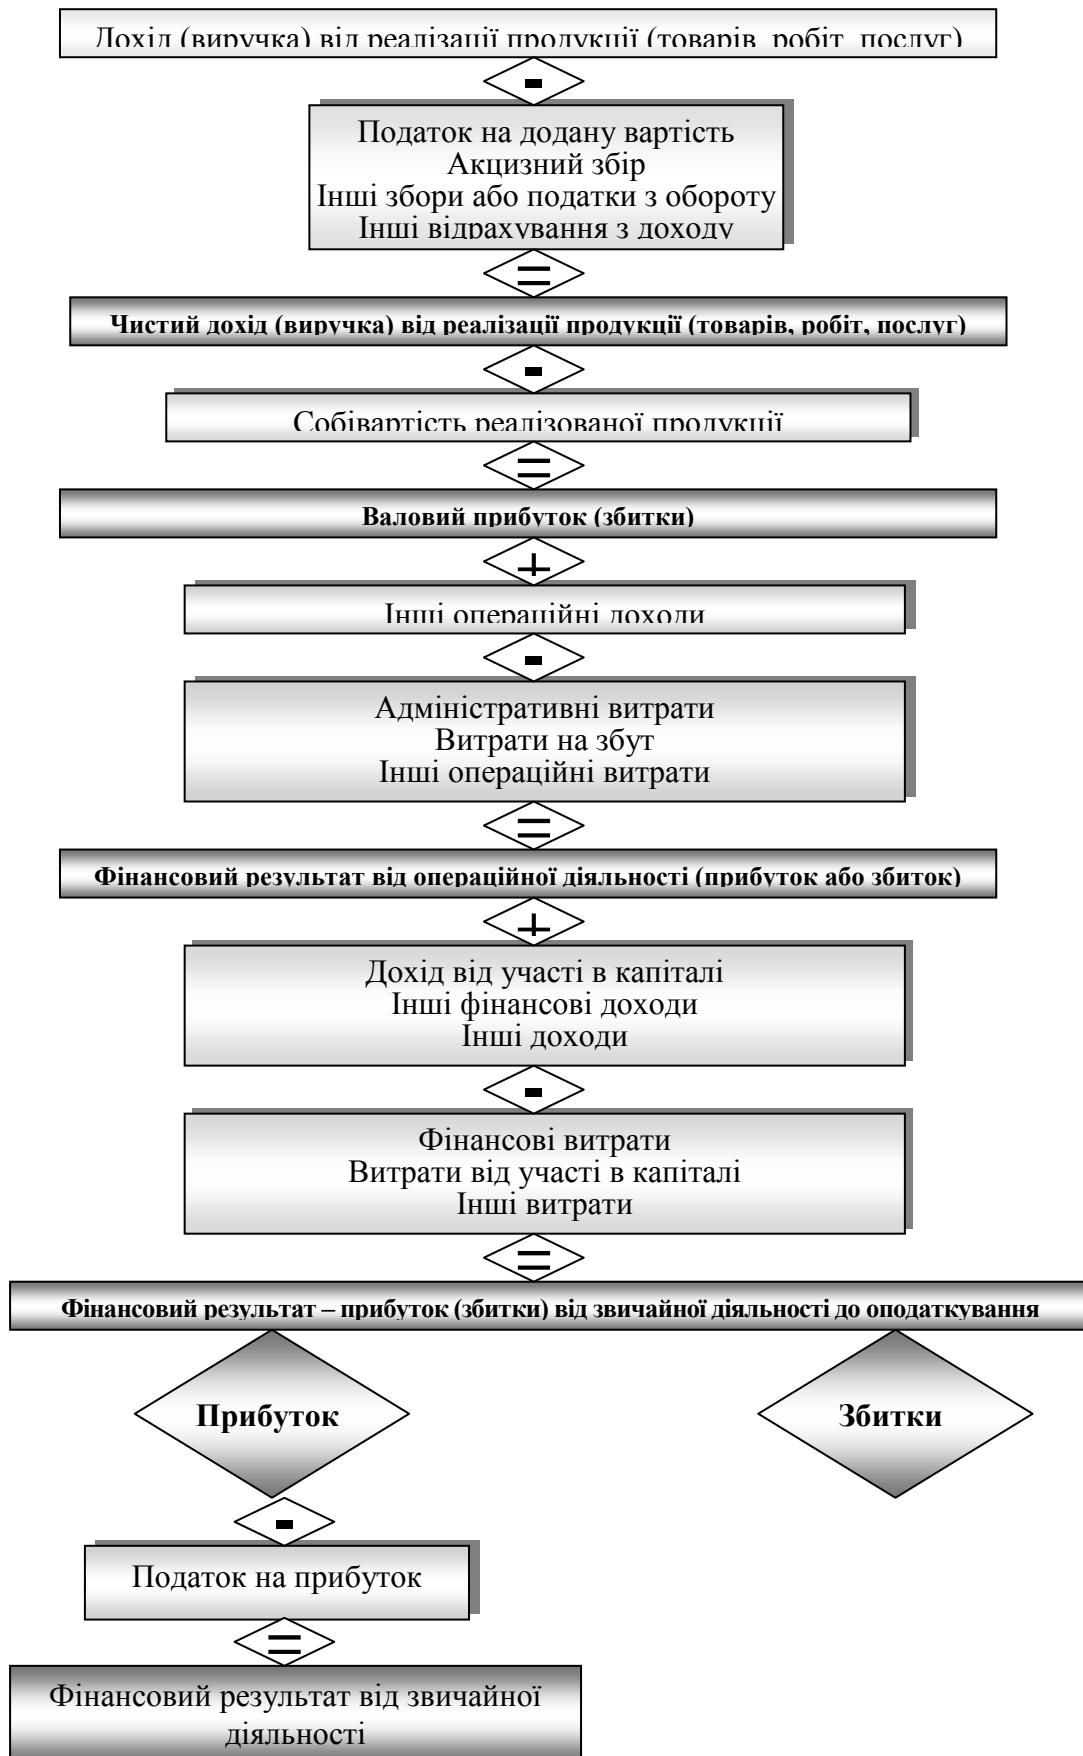 Дохід (виручка) від реалізації продукції (товарів, робіт, послуг)
-
Податок на додану вартість
Акцизний збір
Інші збори або податки з обороту
Інші відрахування з доходу
=
Чистий дохід (виручка) від реалізації продукції (товарів, робіт, послуг)
-
Собівартість реалізованої продукції
=
Валовий прибуток (збитки)
+
Інші операційні доходи
-
Адміністративні витрати
Витрати на збут
Інші операційні витрати
=
Фінансовий результат від операційної діяльності (прибуток або збиток)
+
Дохід від участі в капіталі
Інші фінансові доходи
Інші доходи
-
Фінансові витрати
Витрати від участі в капіталі
Інші витрати
=
Фінансовий результат – прибуток (збитки) від звичайної діяльності до оподаткування
Прибуток
Збитки
-
Податок на прибуток
=
Фінансовий результат від звичайної
діяльності